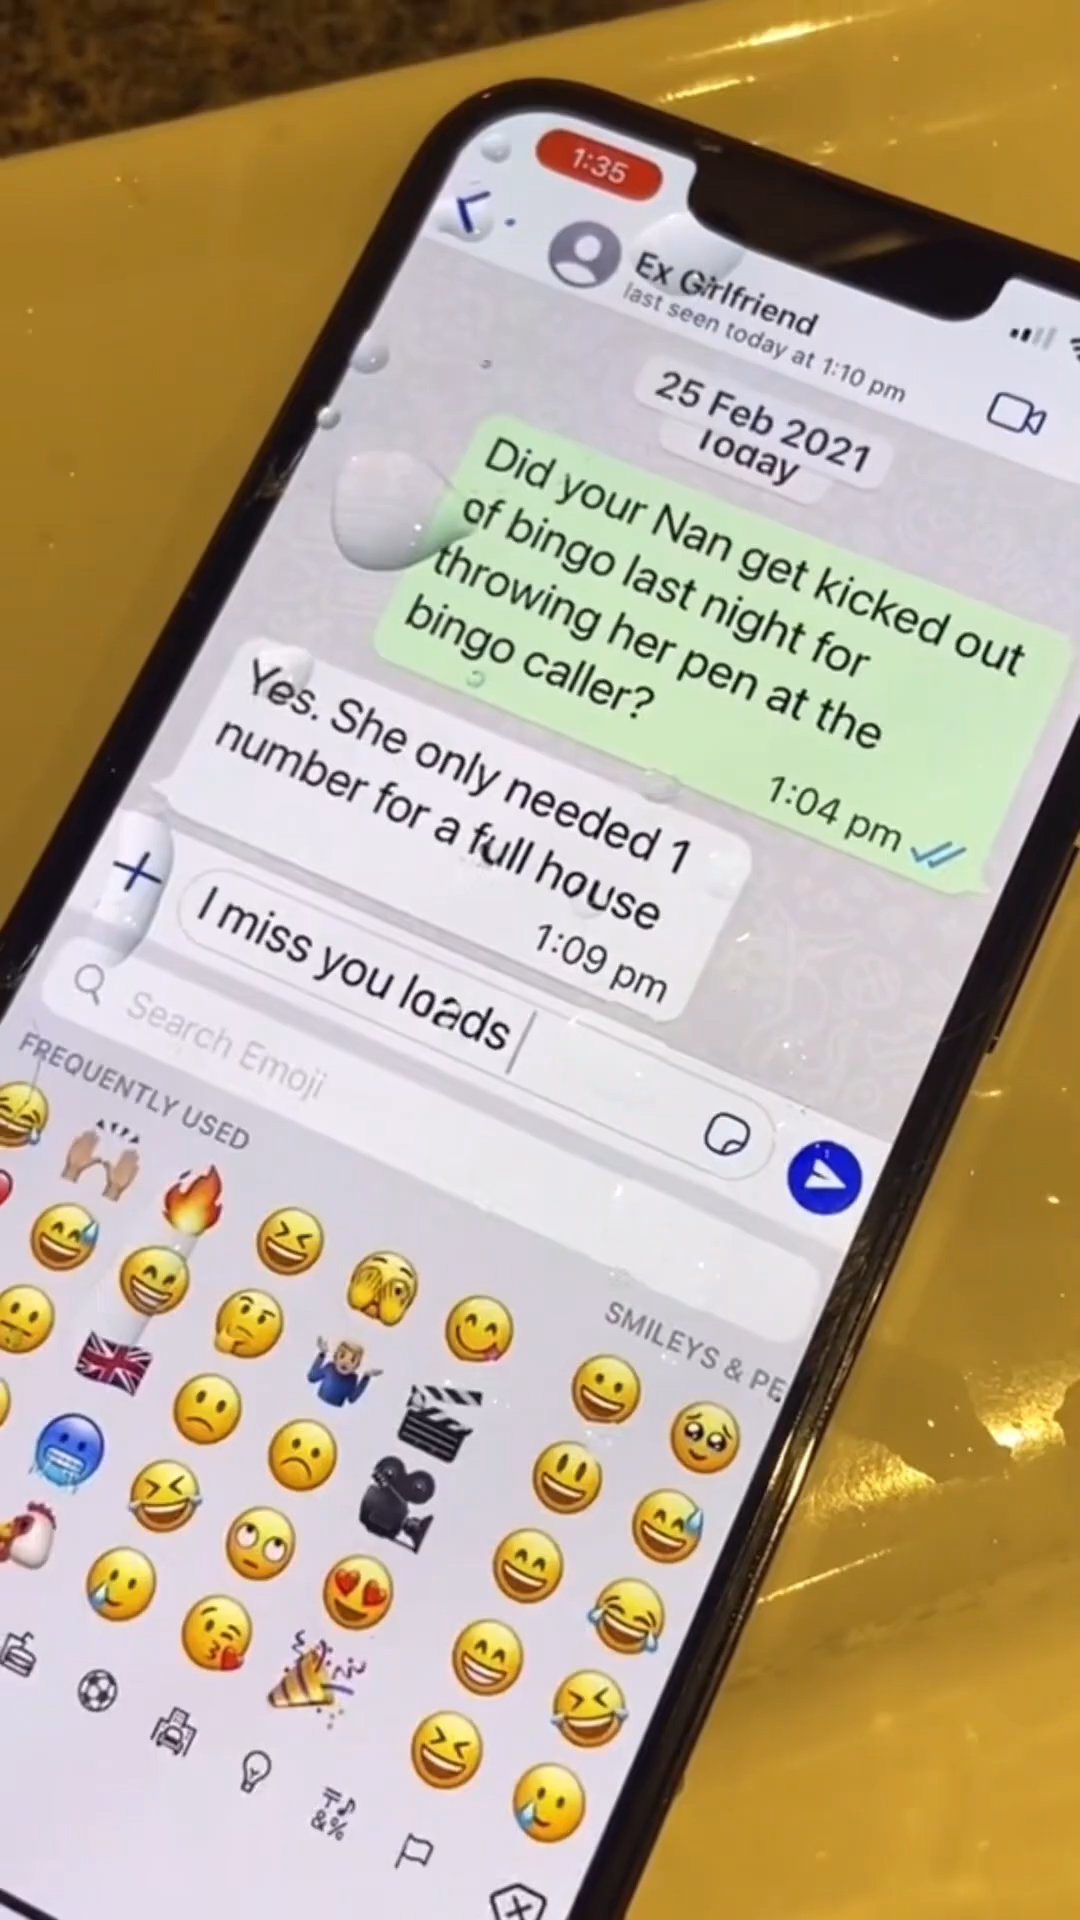 1:35
Ex Girlfriend
last seen today at 1:10 pm
25 Feb 2021
Today
Did your Nan get kicked out
of bingo last night for
throwing her pen at the
bingo caller?
1:04 pm
Yes. She only needed 1
number for a full house
1:09 pm
I miss you loads
Search Emoji
FREQUENTLY USED
SMILEYS & PE
&%